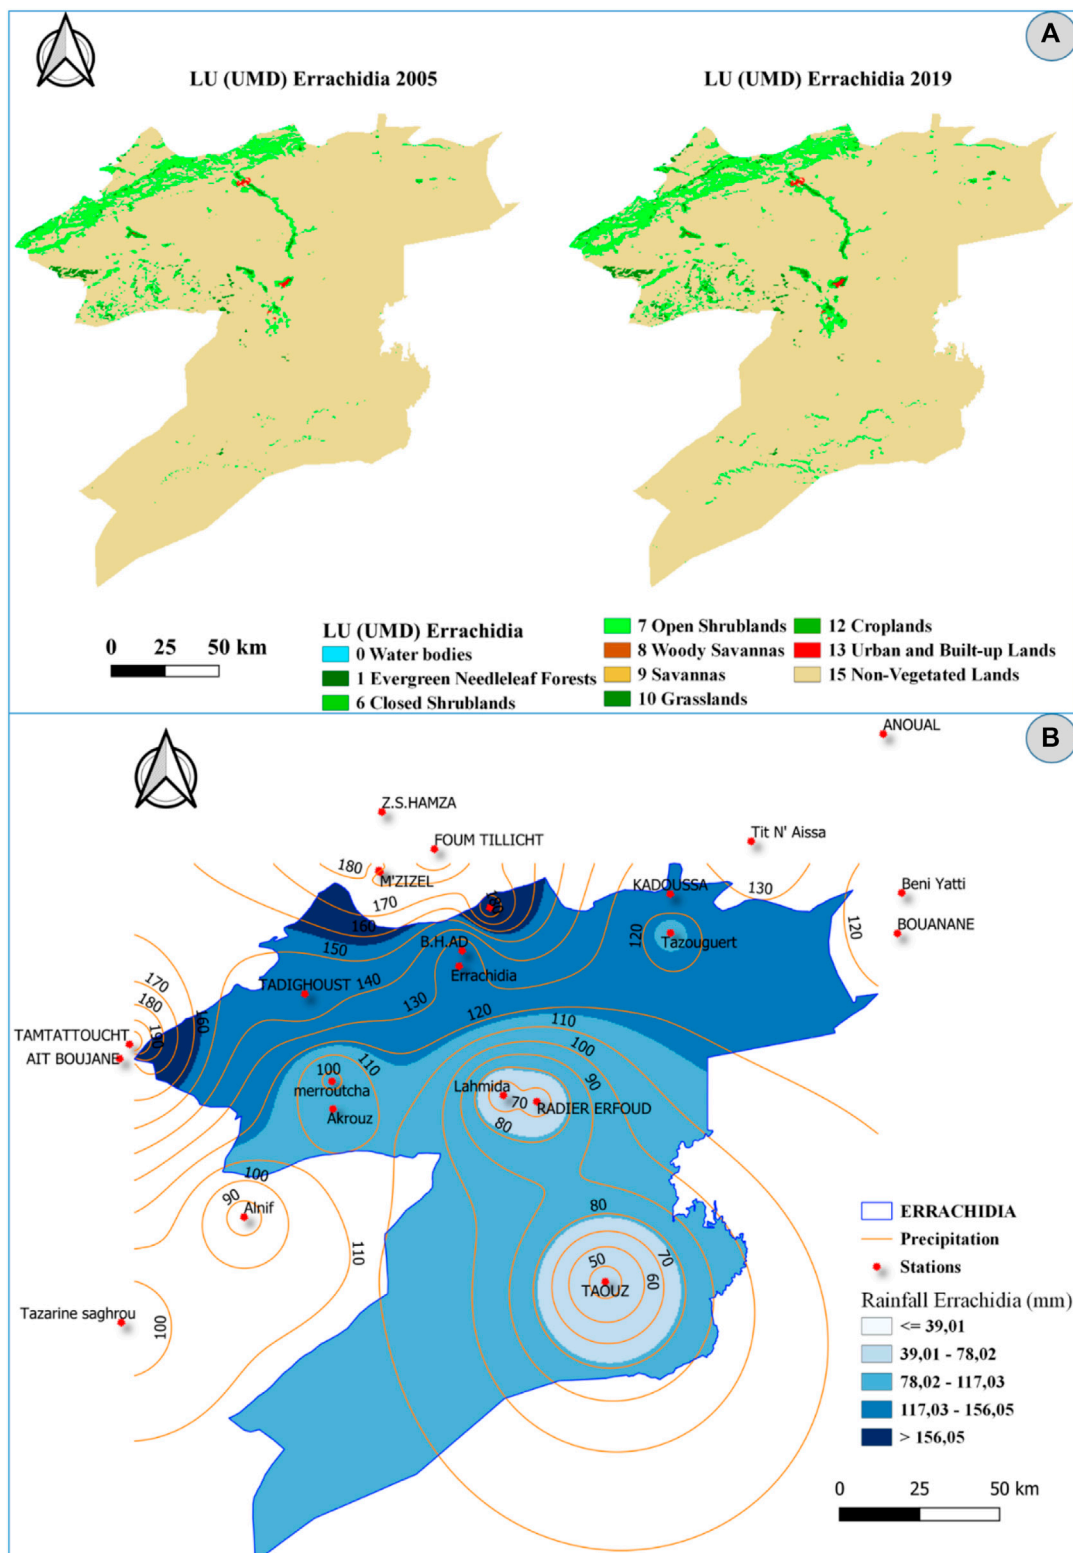 A
LU (UMD) Errachidia 2005
LU (UMD) Errachidia 2019
0 25 50 km
LU (UMD) Errachidia
0 Water bodies
1 Evergreen Needleleaf Forests
6 Closed Shrublands
7 Open Shrublands
8 Woody Savannas
9 Savannas
10 Grasslands
12 Croplands
13 Urban and Built-up Lands
15 Non-Vegetated Lands
B
ANOUAL
Z.S.HAMZA
FOUM TILLICHT
Tit N' Aissa
180
M'ZIZEL
KADOUSSA
130
Beni Yatti
170
180
160
120
120
BOUANANE
B.H.AD
Tazouguert
150
Errachidia
140
TADIGHOUST
170
130
180
160
120
110
TAMTATTOUCHT
190
100
AIT BOUJANE
110
100
90
merroutcha
Lahmida
70
RADIER ERFOUD
Akrouz
80
100
90
Alnif
80
110
70
50
60
TAOUZ
Tazarine saghrou
100
ERRACHIDIA
Precipitation
Stations
Rainfall Errachidia (mm)
<= 39,01
39,01 - 78,02
78,02 - 117,03
117,03 - 156,05
> 156,05
0 25 50 km